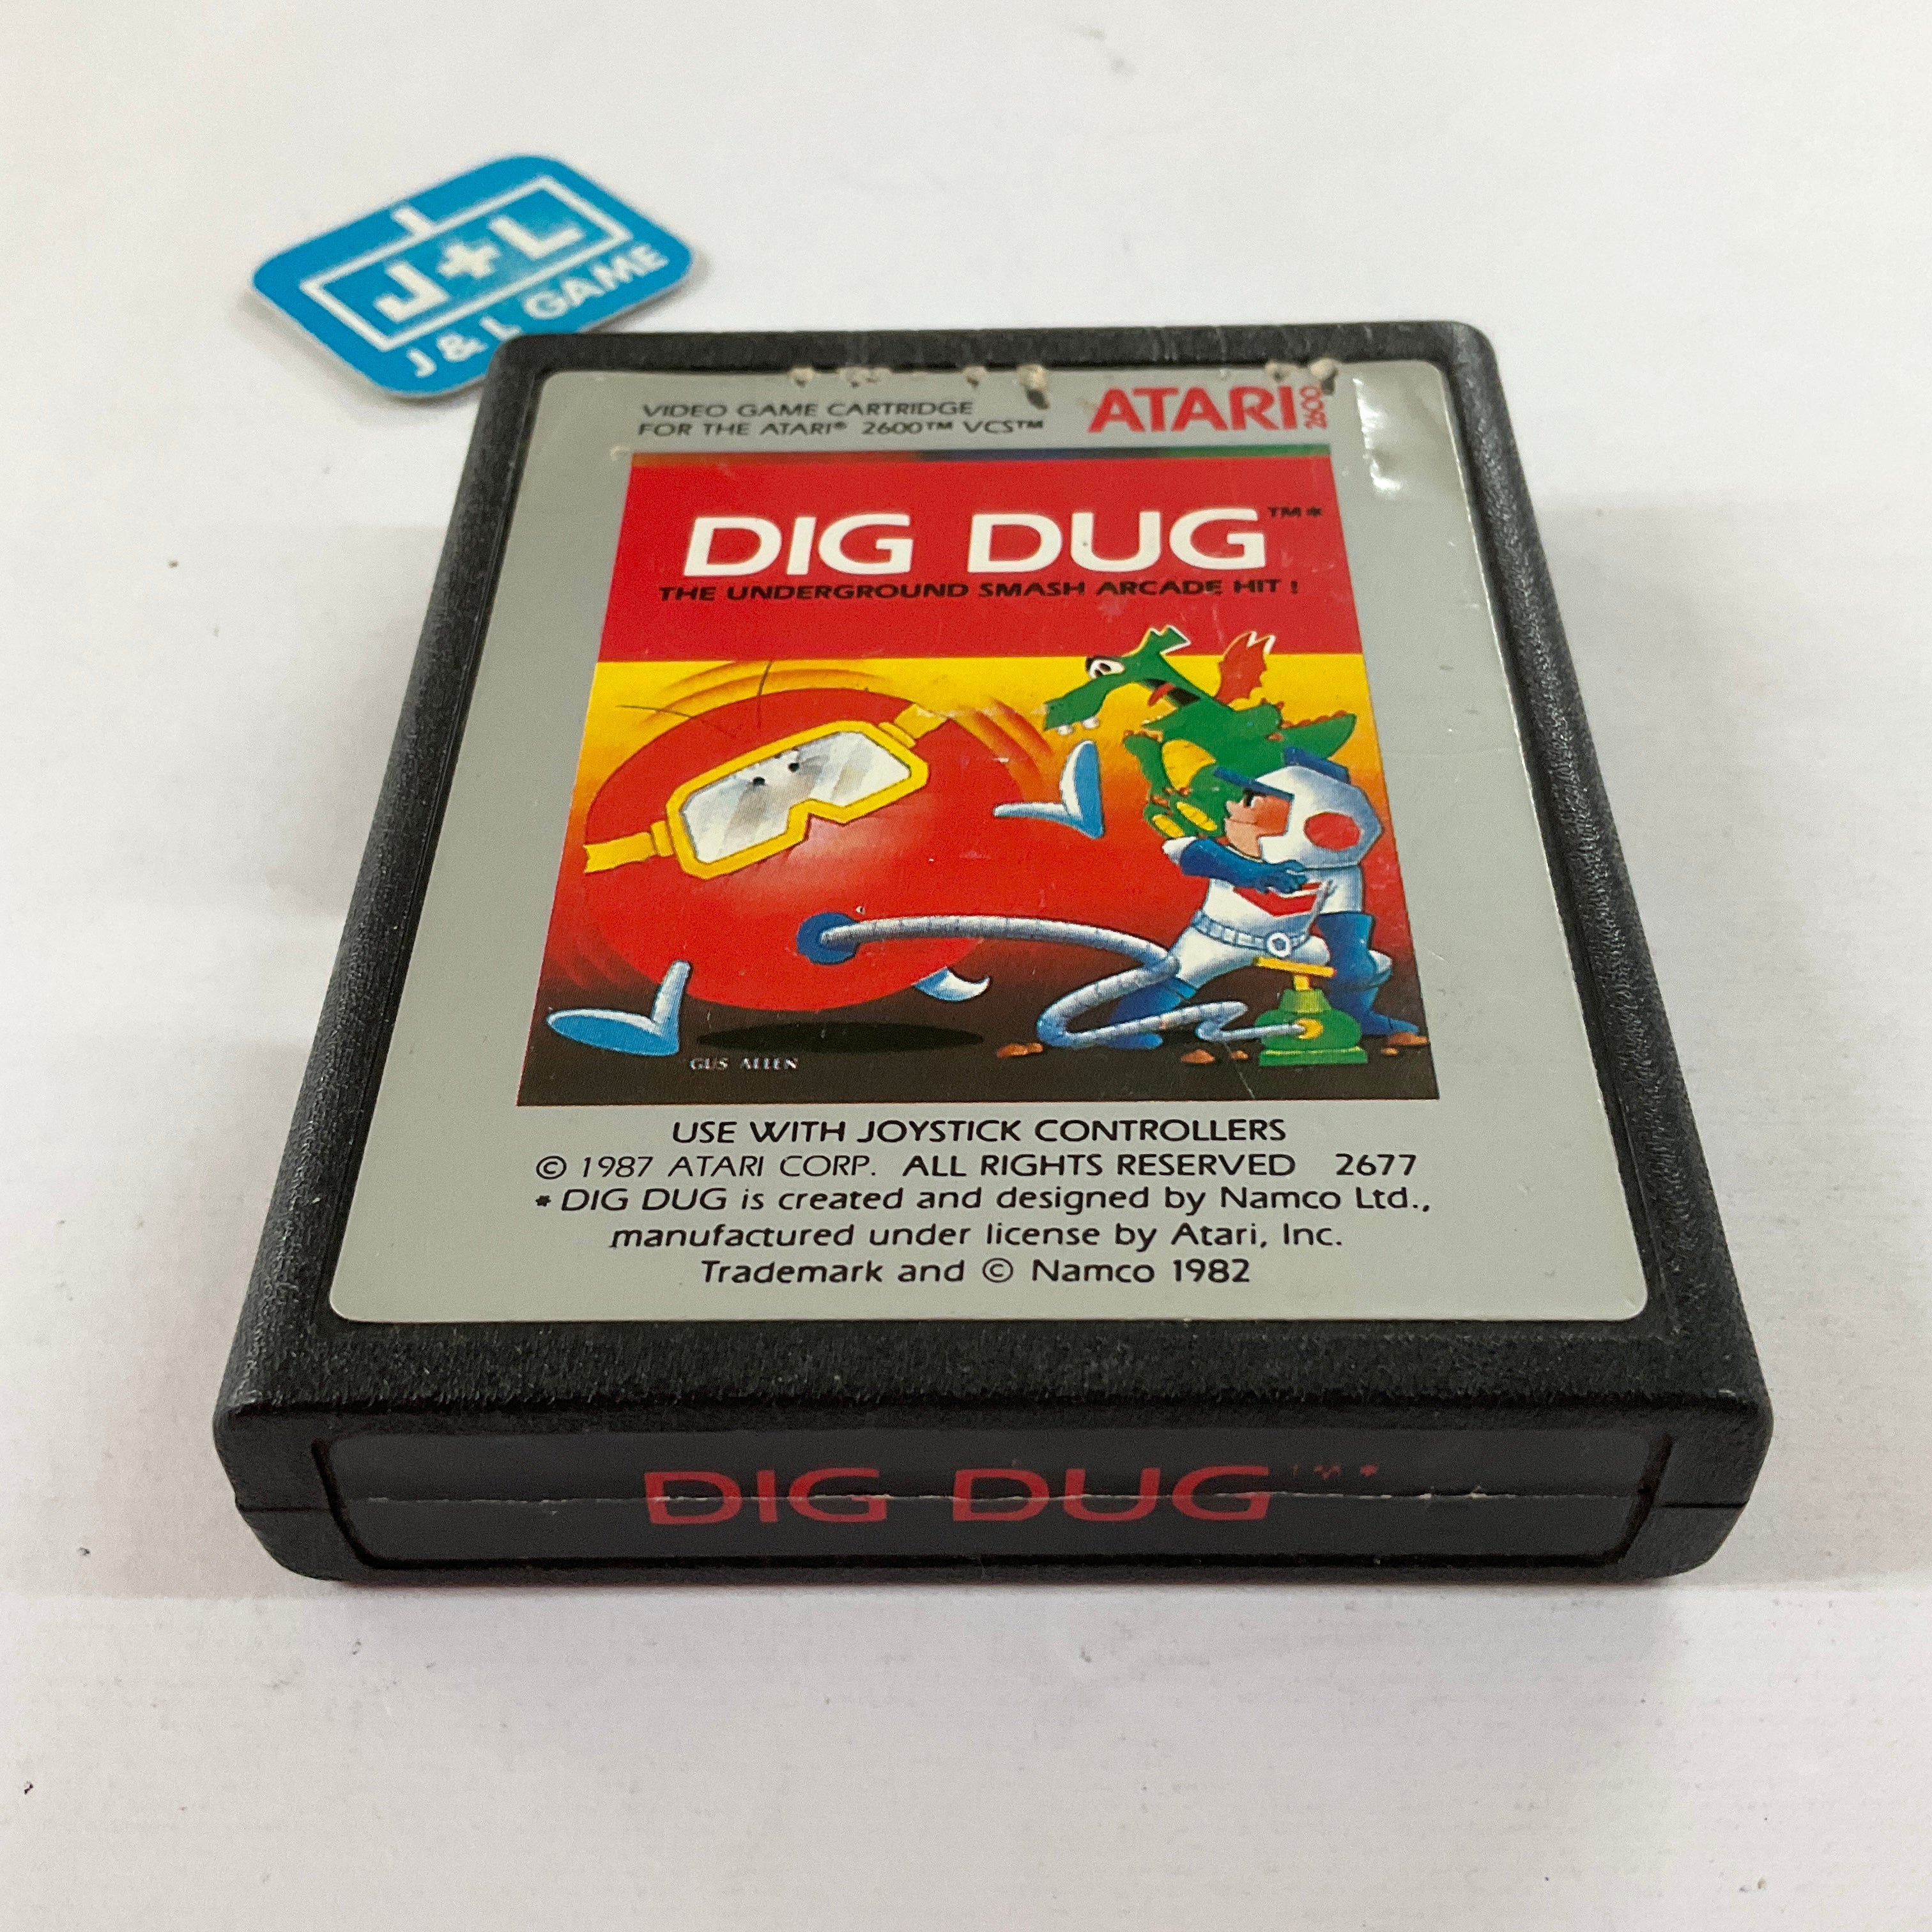 J+L
J & L GAME
VIDEO GAME CARTRIDGE
FOR THE ATARI® 2600™ VCS™
ATARI 2600
DIG DUG™*
THE UNDERGROUND SMASH ARCADE HIT !
GUS ALLEN
USE WITH JOYSTICK CONTROLLERS
© 1987 ATARI CORP. ALL RIGHTS RESERVED 2677
* DIG DUG is created and designed by Namco Ltd.,
manufactured under license by Atari, Inc.
Trademark and © Namco 1982
DIG DUG™*